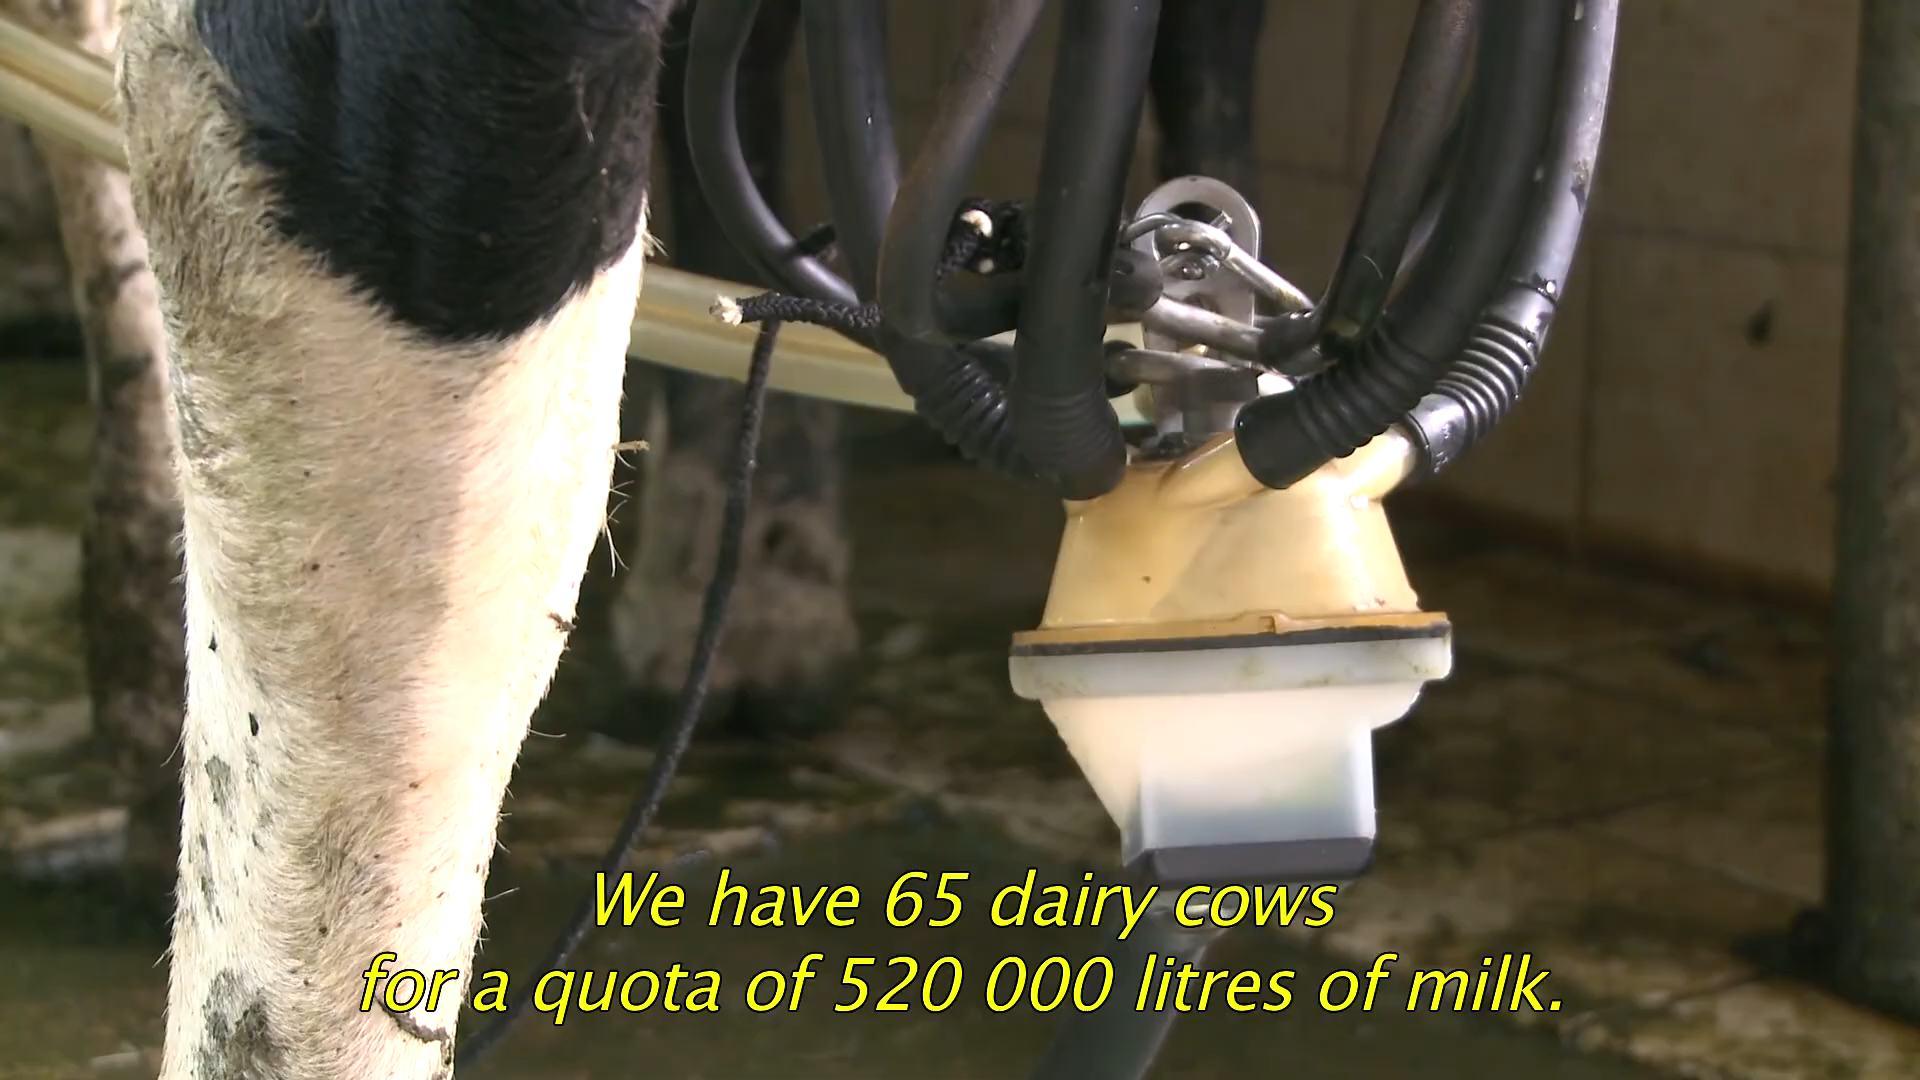 We have 65 dairy cows
for a quota of 520 000 litres of milk.